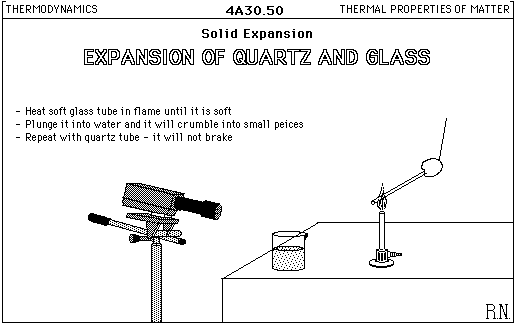 THERMODYNAMICS 4A30.50 THERMAL PROPERTIES OF MATTER
Solid Expansion
EXPANSION OF QUARTZ AND GLASS
- Heat soft glass tube in flame until it is soft
- Plunge it into water and it will crumble into small peices
- Repeat with quartz tube - it will not brake
R.N.